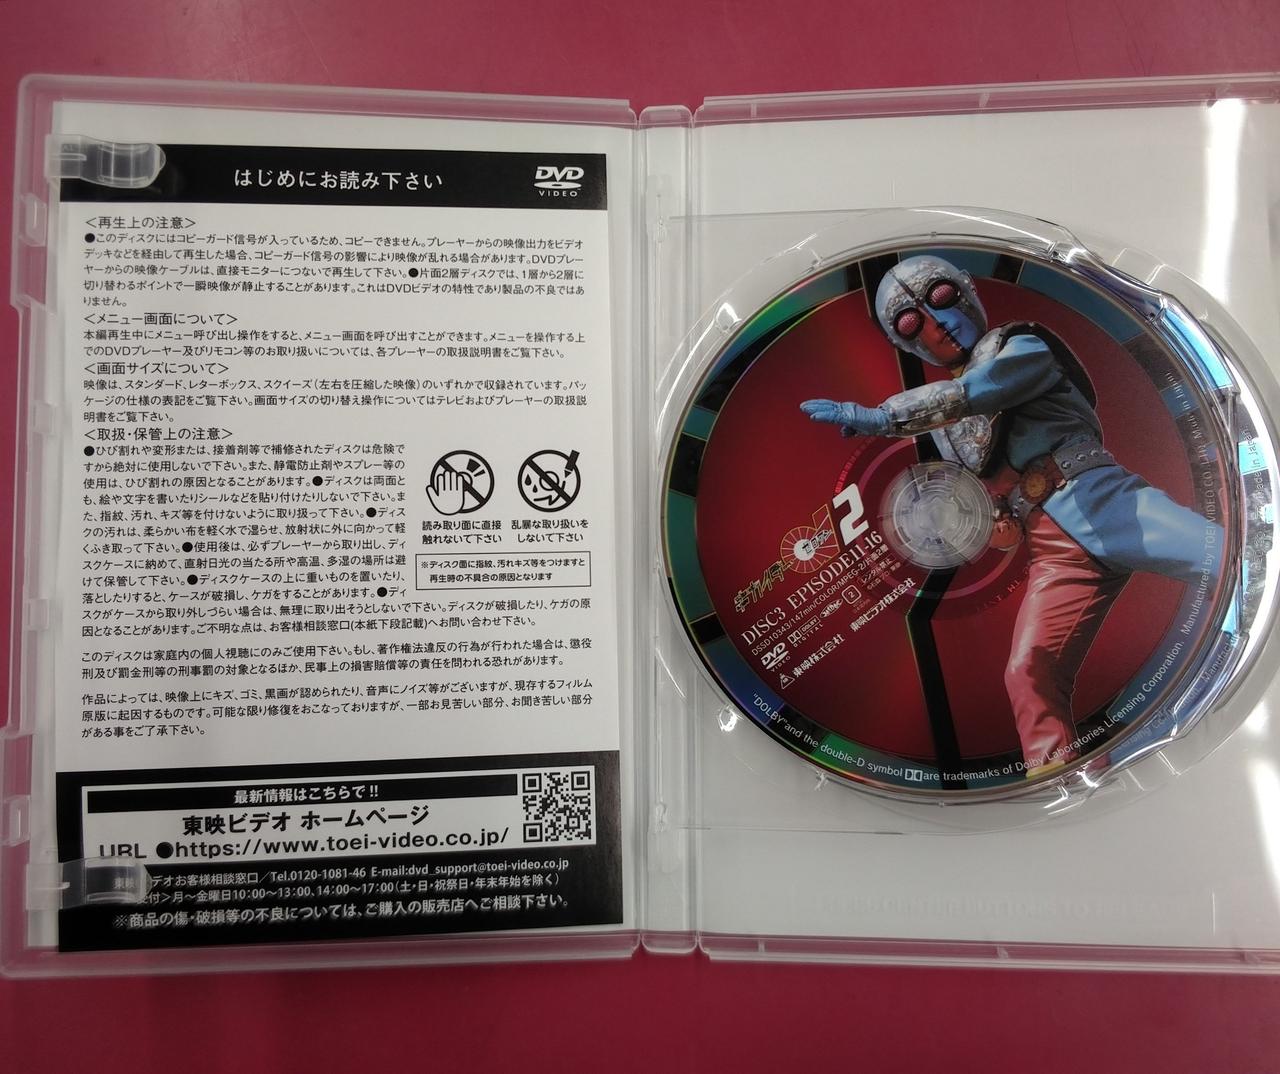 はじめにお読み下さい
DVD
VIDEO
＜再生上の注意＞
●このディスクにはコピーガード信号が入っているため、コピーできません。プレーヤーからの映像出力をビデオ
デッキなどを経由して再生した場合、コピーガード信号の影響により映像が乱れる場合があります。DVDプレー
ヤーからの映像ケーブルは、直接モニターにつないで再生して下さい。●片面2層ディスクでは、1層から2層に
切り替わるポイントで一瞬映像が静止することがあります。これはDVDビデオの特性であり製品の不良ではあ
りません。
＜メニュー画面について＞
本編再生中にメニュー呼び出し操作をすると、メニュー画面を呼び出すことができます。メニューを操作する上
でのDVDプレーヤー及びリモコン等のお取り扱いについては、各プレーヤーの取扱説明書をご覧下さい。
＜画面サイズについて＞
映像は、スタンダード、レターボックス、スクイーズ(左右を圧縮した映像)のいずれかで収録されています。パッ
ケージの仕様の表記をご覧下さい。画面サイズの切り替え操作についてはテレビおよびプレーヤーの取扱説
明書をご覧下さい。
＜取扱・保管上の注意＞
●ひび割れや変形または、接着剤等で補修されたディスクは危険で
すから絶対に使用しないで下さい。また、静電防止剤やスプレー等の
使用は、ひび割れの原因となることがあります。●ディスクは両面と
も、絵や文字を書いたりシールなどを貼り付けたりしないで下さい。ま
た、指紋、汚れ、キズ等を付けないように取り扱って下さい。●ディス
クの汚れは、柔らかい布を軽く水で湿らせ、放射状に外に向かって軽
くふき取って下さい。●使用後は、必ずプレーヤーから取り出し、ディ
スクケースに納めて、直射日光の当たる所や高温、多湿の場所は避
けて保管して下さい。●ディスクケースの上に重いものを置いたり、
落としたりすると、ケースが破損し、ケガをすることがあります。●ディ
スクがケースから取り外しづらい場合は、無理に取り出そうとしないで下さい。ディスクが破損したり、ケガの原
因となることがあります。ご不明な点は、お客様相談窓口(本紙下段記載)へお問い合わせ下さい。
読み取り面に直接
触れないで下さい
乱暴な取り扱いを
しないで下さい
※ディスク面に指紋、汚れキズ等をつけますと
再生時の不具合の原因となります
このディスクは家庭内の個人視聴にのみご使用下さい。もし、著作権法違反の行為が行われた場合は、懲役
刑及び罰金刑等の刑事罰の対象となるほか、民事上の損害賠償等の責任を問われる恐れがあります。
作品によっては、映像上にキズ、ゴミ、黒画が認められたり、音声にノイズ等がございますが、現存するフィルム
原版に起因するものです。可能な限り修復をおこなっておりますが、一部お見苦しい部分、お聞き苦しい部分
がある事をご了承下さい。
最新情報はこちらで!!
東映ビデオ ホームページ
URL ●https://www.toei-video.co.jp/
デオお客様相談窓口／Tel.0120-1081-46 E-mail:dvd_support@toei-video.co.jp
付＞月～金曜日10:00～13:00、14:00～17:00(土・日・祝祭日・年末年始を除く)
※商品の傷・破損等の不良については、ご購入の販売店へご相談下さい。
キカイダー01
2
DISC3 EPISODE11-16
DSSD10343/147min/COLOR/MPEG-2/片面2層
DVD
VIDEO
DOLBY
DIGITAL
2
レンタル禁止
東映株式会社 東映ビデオ株式会社
"DOLBY" and the double-D symbol are trademarks of Dolby Laboratories Licensing Corporation. Manufactured by TOEI VIDEO CO.,LTD. Made in Japan